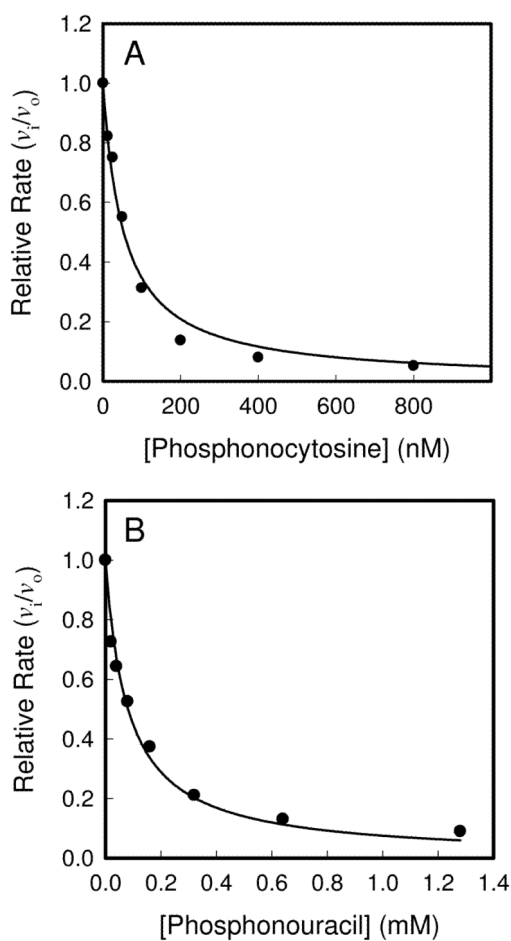 A
1.2
1.0
0.8
0.6
0.4
0.2
0.0
Relative Rate (vi/vo)
0 200 400 600 800
[Phosphonocytosine] (nM)
B
1.2
1.0
0.8
0.6
0.4
0.2
0.0
Relative Rate (vi/vo)
0.0 0.2 0.4 0.6 0.8 1.0 1.2 1.4
[Phosphonouracil] (mM)